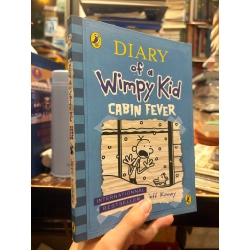 DIARY
of a
Wimpy Kid
CABIN FEVER
INTERNATIONAL
BESTSELLER
Jeff Kinney